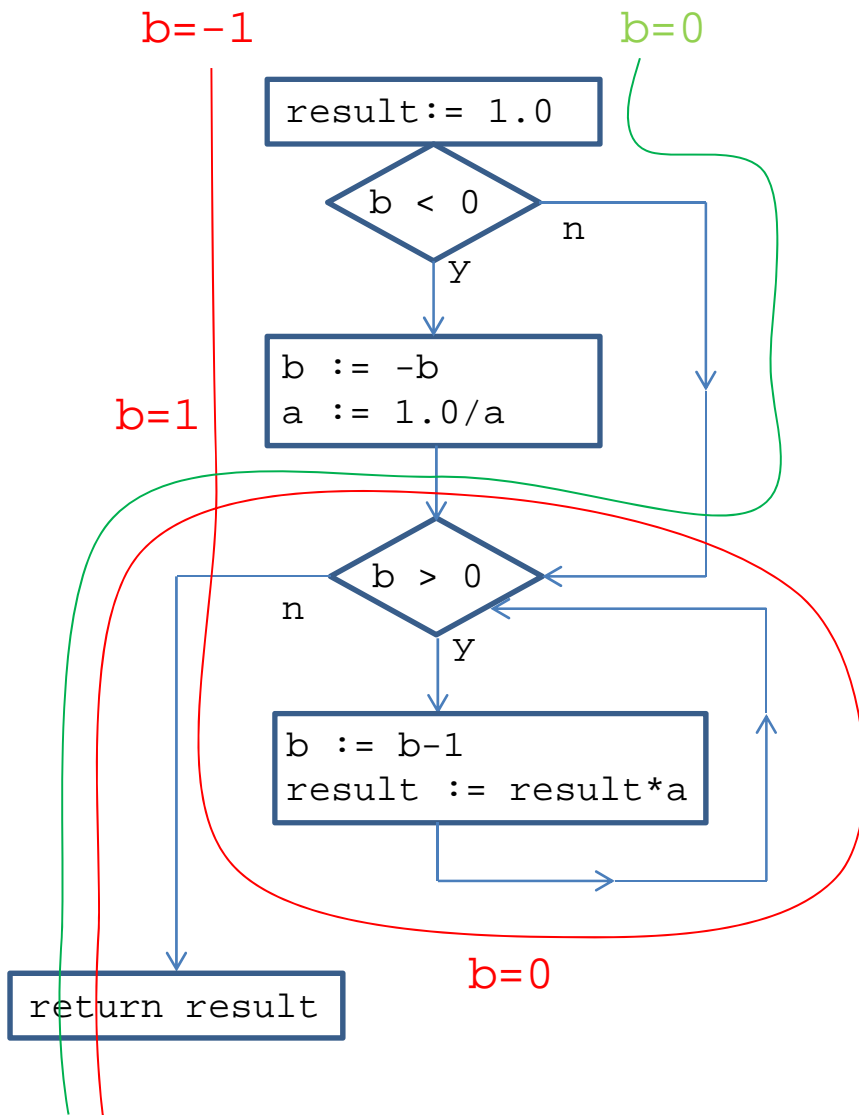 b=-1
b=0
result:= 1.0
b < 0
n
y
b := -b
a := 1.0/a
b=1
b > 0
n
y
b := b-1
result := result*a
b=0
return result